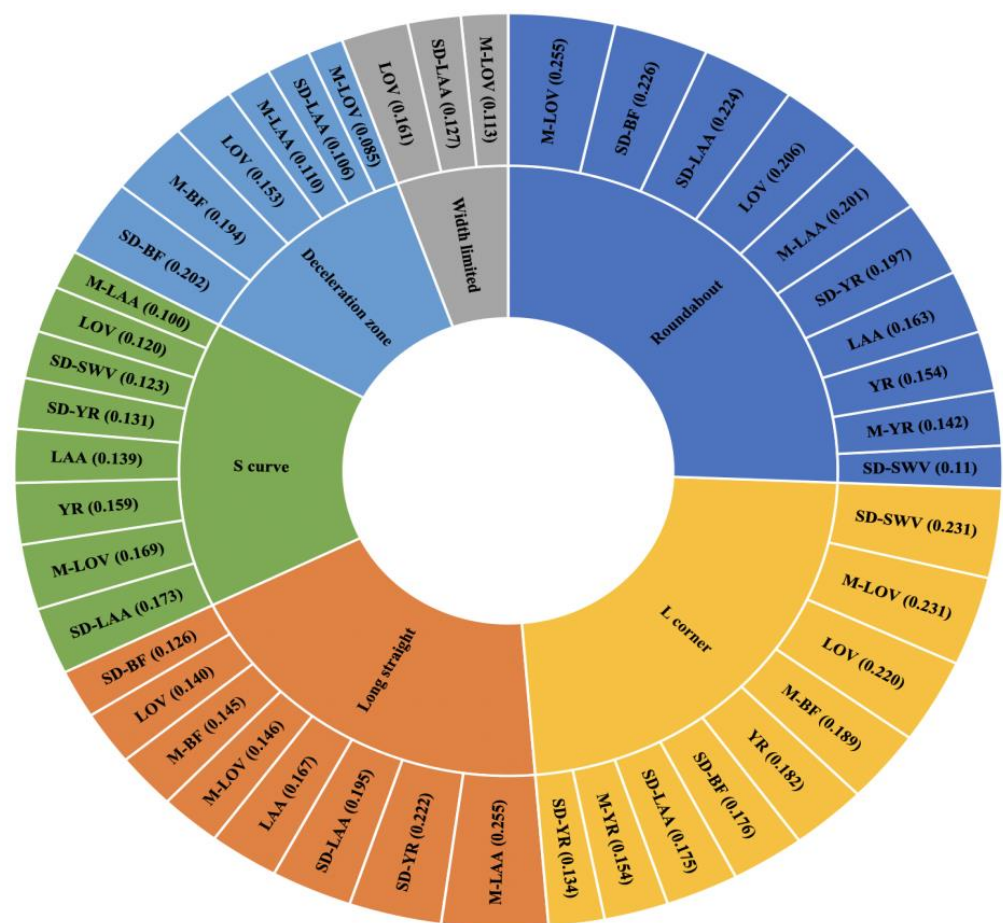 Roundabout
M-LOV (0.255)
SD-BF (0.226)
SD-LAA (0.224)
LOV (0.206)
M-LAA (0.201)
SD-YR (0.197)
LAA (0.163)
YR (0.154)
M-YR (0.142)
SD-SWV (0.11)
L corner
SD-SWV (0.231)
M-LOV (0.231)
LOV (0.220)
M-BF (0.189)
YR (0.182)
SD-BF (0.176)
SD-LAA (0.175)
M-YR (0.154)
SD-YR (0.134)
Long straight
M-LAA (0.255)
SD-YR (0.222)
SD-LAA (0.195)
LAA (0.167)
M-LOV (0.146)
M-BF (0.145)
LOV (0.140)
SD-BF (0.126)
S curve
SD-LAA (0.173)
M-LOV (0.169)
YR (0.159)
LAA (0.139)
SD-YR (0.131)
SD-SWV (0.123)
LOV (0.120)
M-LAA (0.100)
Deceleration zone
SD-BF (0.202)
M-BF (0.194)
LOV (0.153)
M-LAA (0.110)
SD-LAA (0.106)
M-LOV (0.085)
Width limited
LOV (0.161)
SD-LAA (0.127)
M-LOV (0.113)